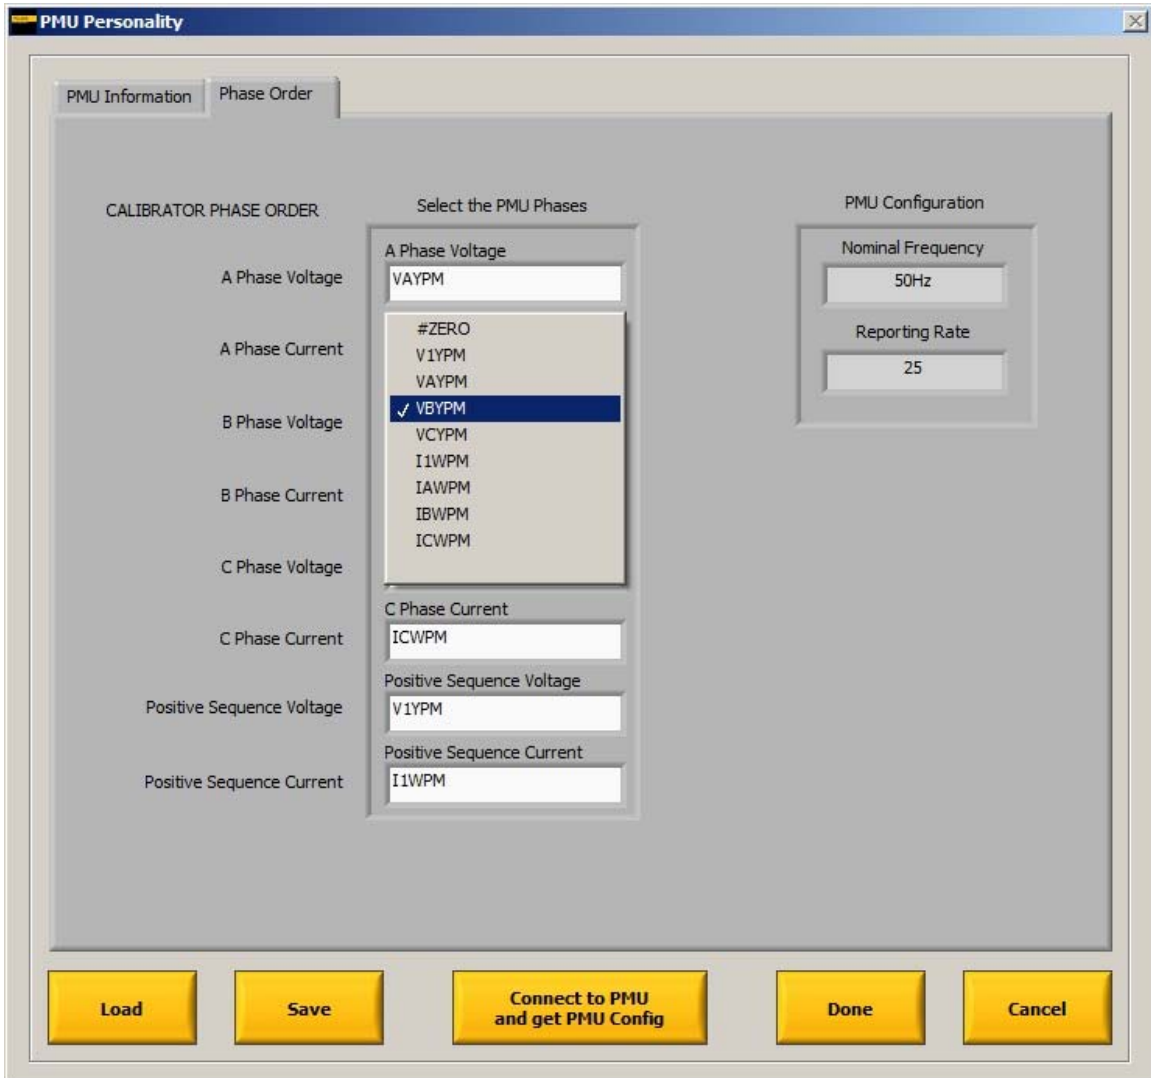 PMU Personality
PMU Information
Phase Order
CALIBRATOR PHASE ORDER
Select the PMU Phases
PMU Configuration
A Phase Voltage
A Phase Voltage
VAYPM
Nominal Frequency
50Hz
A Phase Current
#ZERO
V1YPM
VAYPM
VBYPM
VCYPM
I1WPM
IAWPM
IBWPM
ICWPM
Reporting Rate
25
B Phase Voltage
B Phase Current
C Phase Voltage
C Phase Current
C Phase Current
ICWPM
Positive Sequence Voltage
Positive Sequence Voltage
V1YPM
Positive Sequence Current
Positive Sequence Current
I1WPM
Load
Save
Connect to PMU
and get PMU Config
Done
Cancel